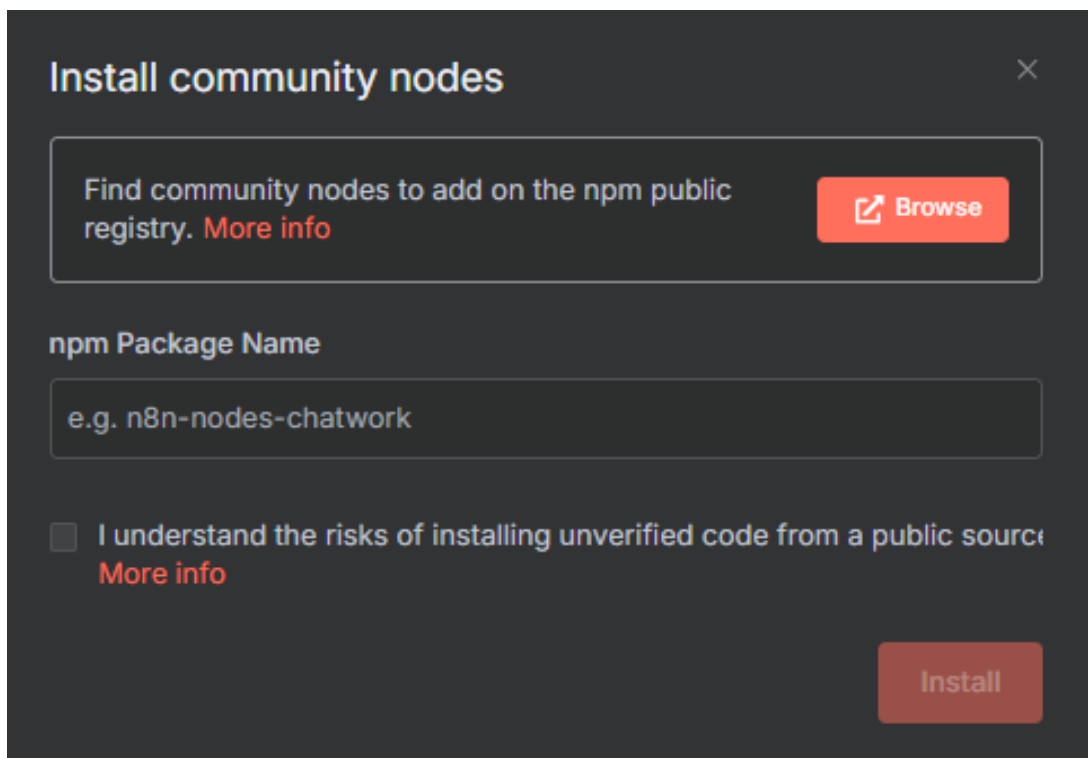 Install community nodes
Find community nodes to add on the npm public
registry. More info
Browse
npm Package Name
e.g. n8n-nodes-chatwork
I understand the risks of installing unverified code from a public source
More info
Install